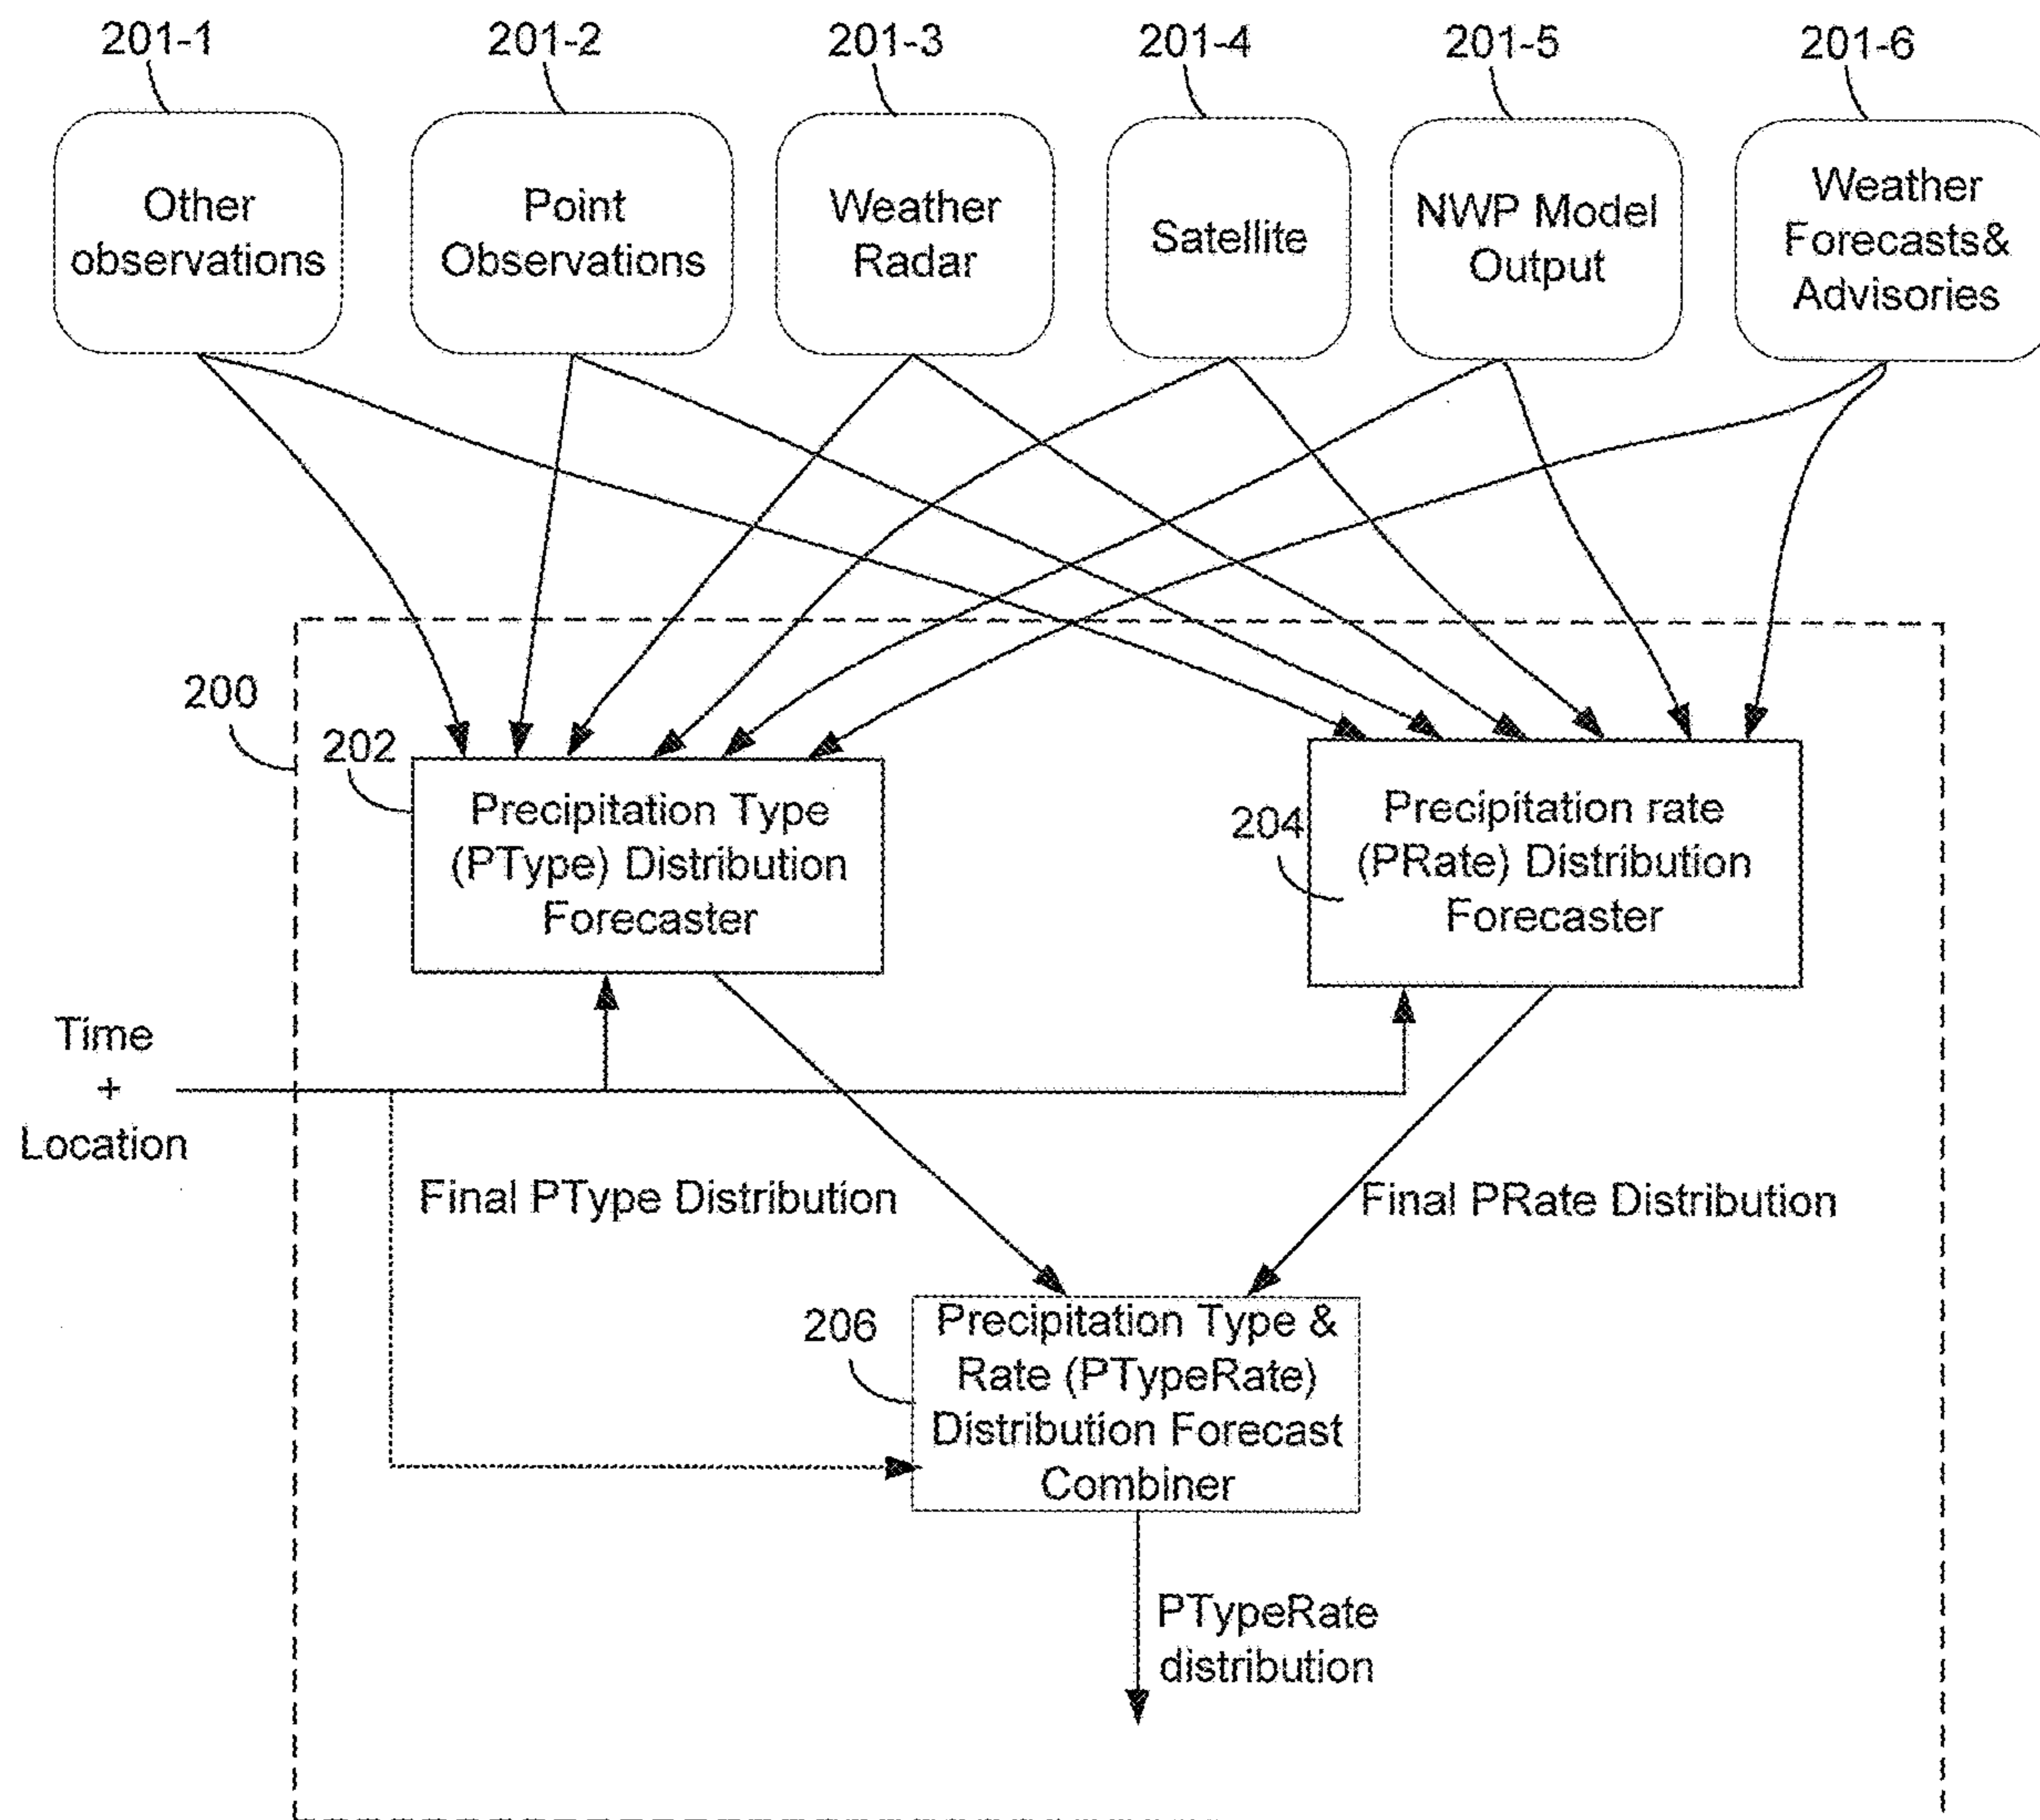 201-1
201-2
201-3
201-4
201-5
201-6
Other
observations
Point
Observations
Weather
Radar
Satellite
NWP Model
Output
Weather
Forecasts&
Advisories
200
202
Precipitation Type
(PType) Distribution
Forecaster
204
Precipitation rate
(PRate) Distribution
Forecaster
Time
+
Location
Final PType Distribution
Final PRate Distribution
206
Precipitation Type &
Rate (PTypeRate)
Distribution Forecast
Combiner
PTypeRate
distribution